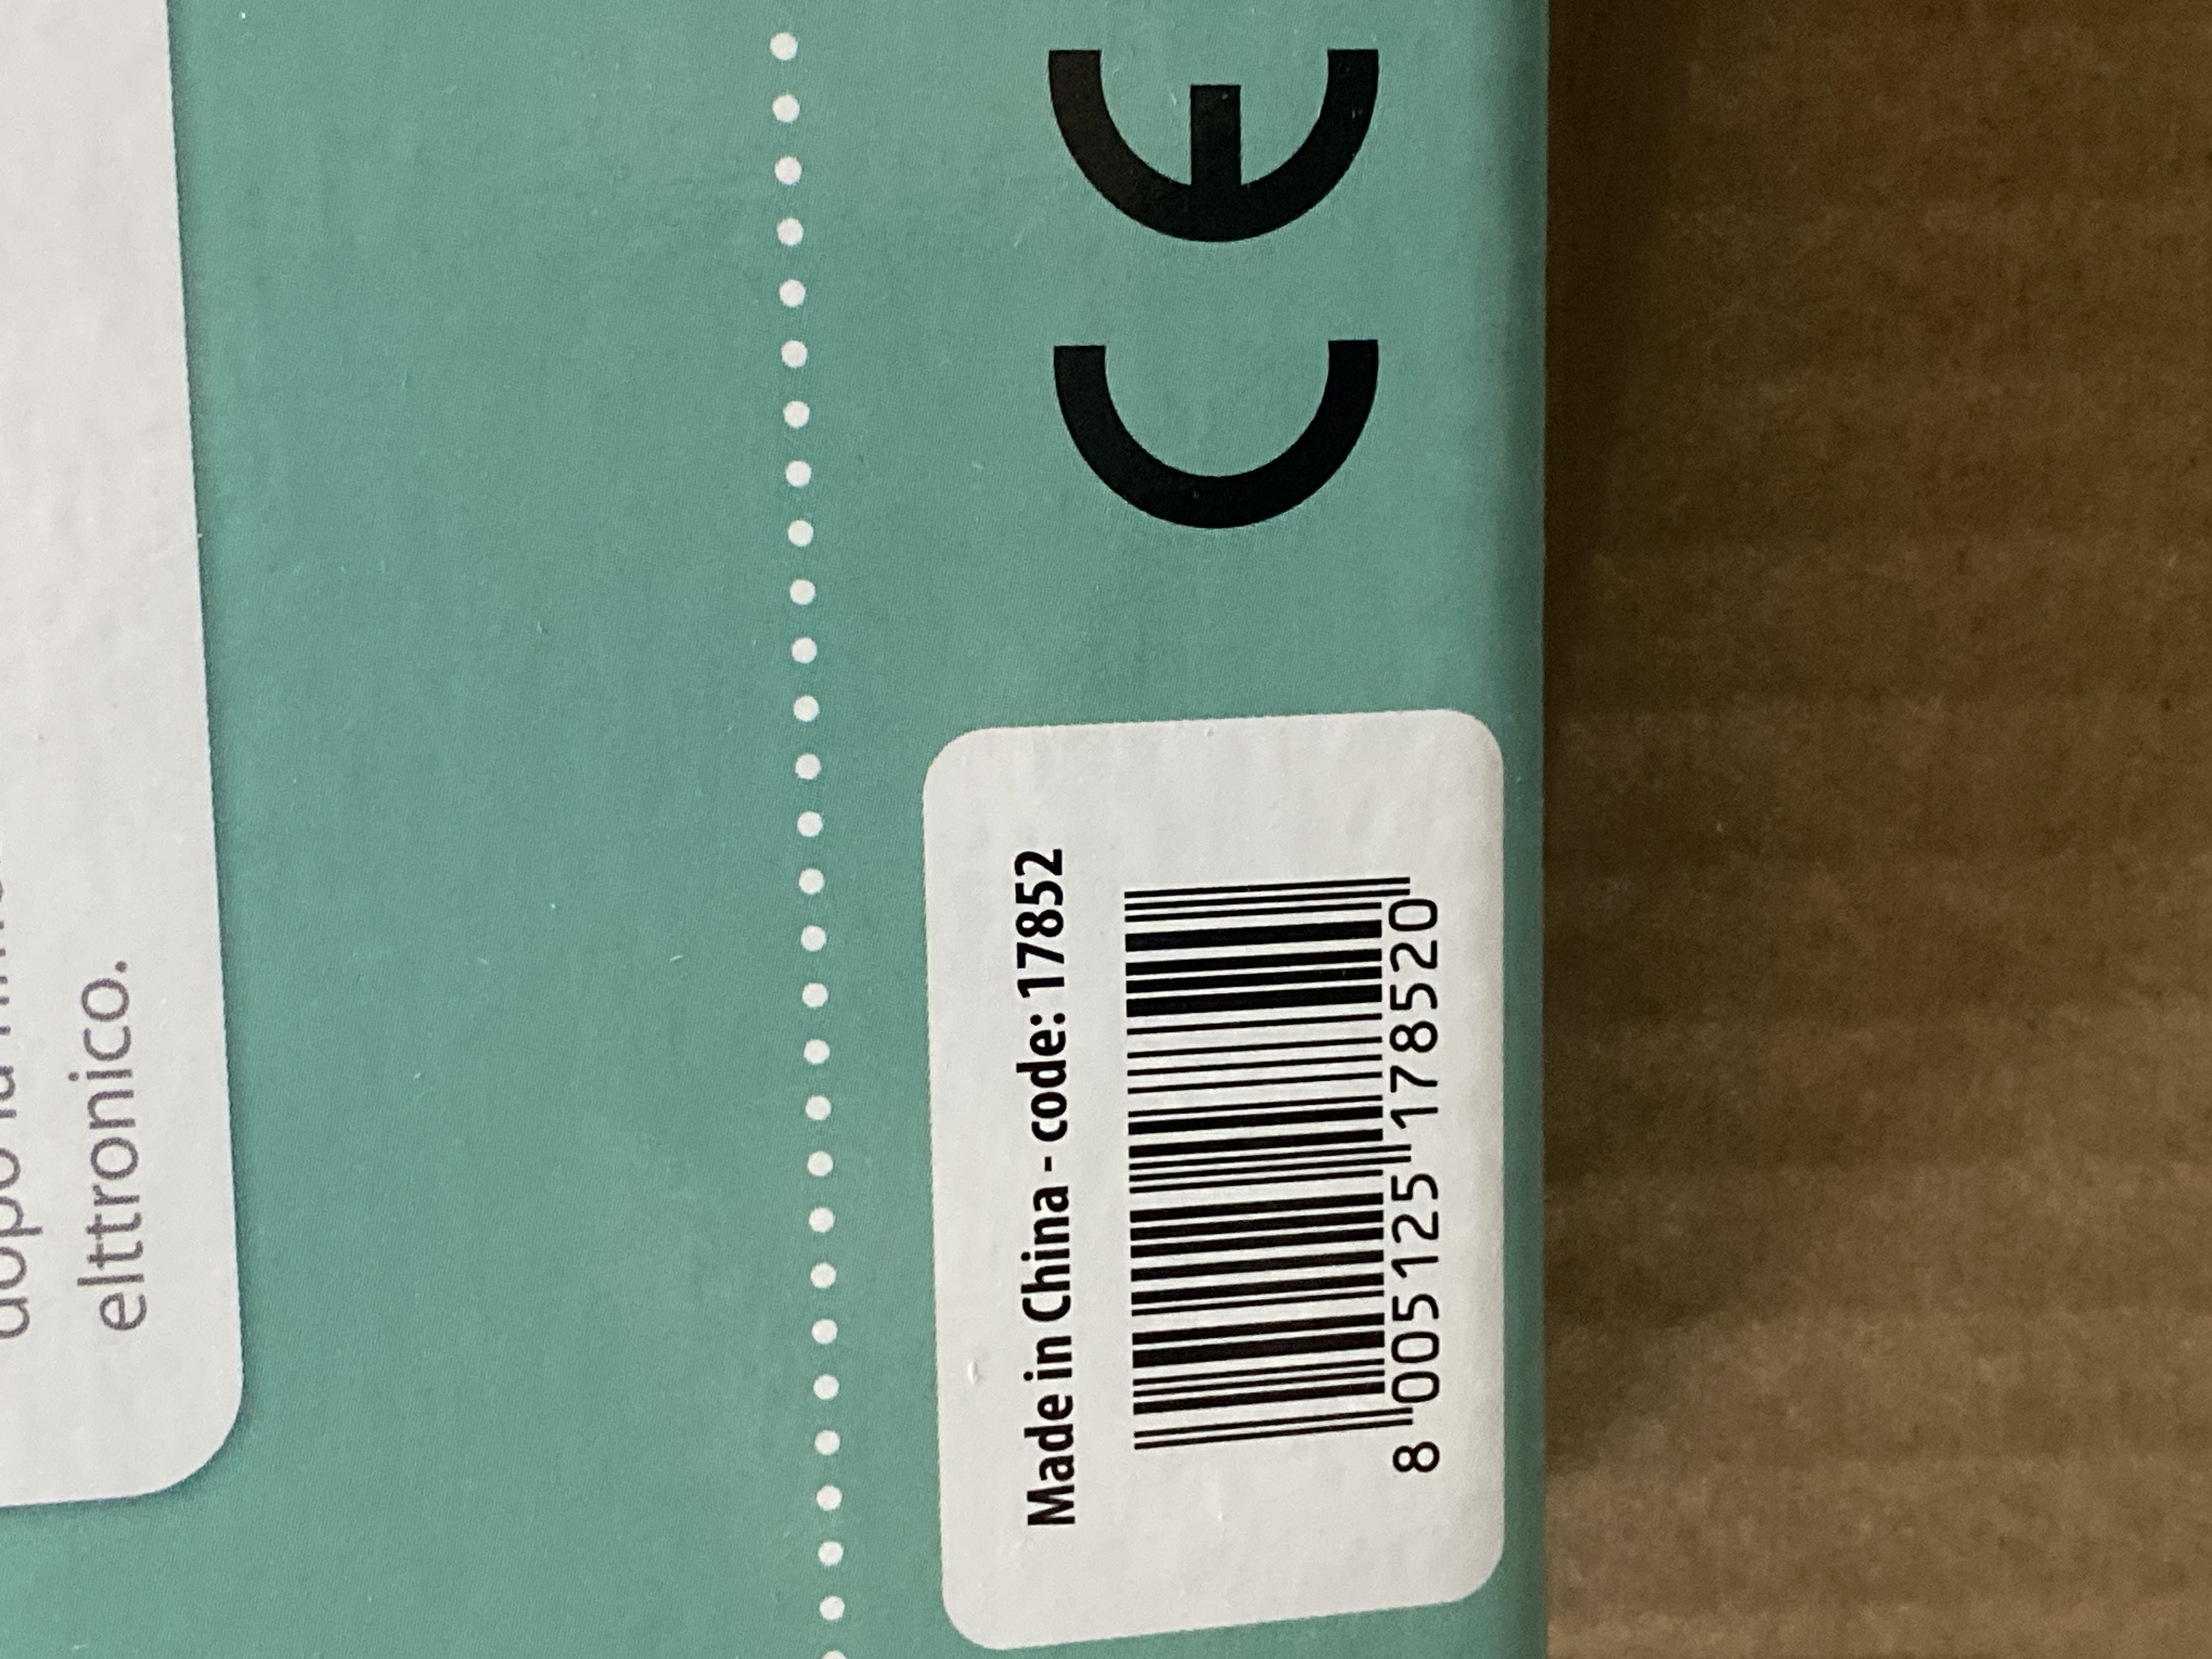 elttronico.
CE
Made in China - code: 17852
8 005125 178520